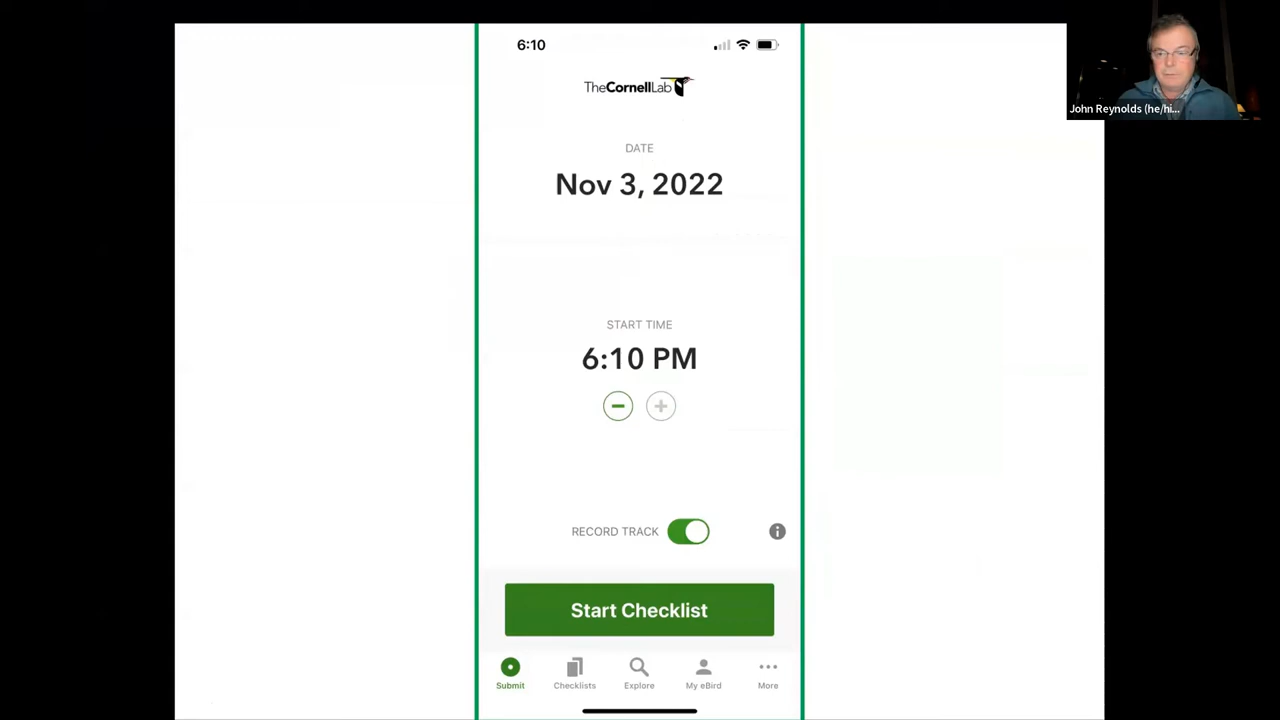 6:10
TheCornellLab
DATE
Nov 3, 2022
START TIME
6:10 PM
RECORD TRACK
Start Checklist
Submit
Checklists
Explore
My eBird
More
John Reynolds (he/hi...